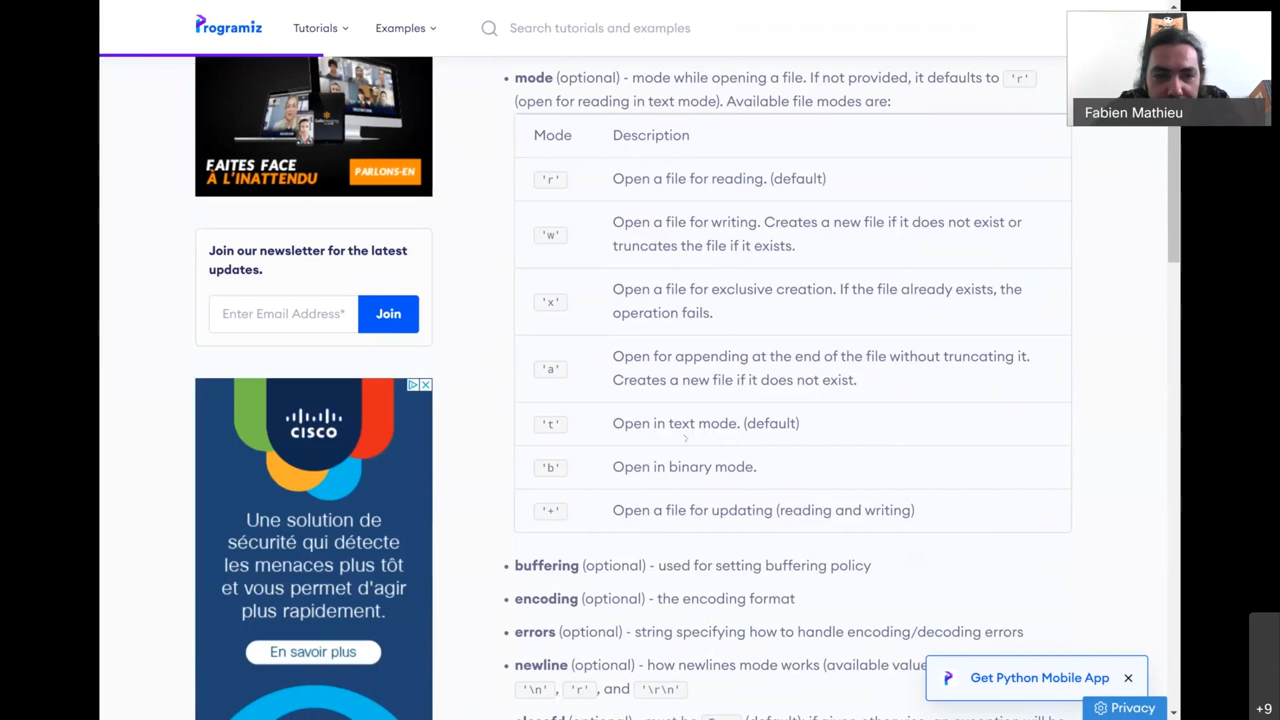 Programiz
Tutorials
Examples
Search tutorials and examples
Fabien Mathieu
FAITES FACE
À L'INATTENDU
PARLONS-EN
Join our newsletter for the latest
updates.
Enter Email Address*
Join
CISCO
Une solution de
sécurité qui détecte
les menaces plus tôt
et vous permet d'agir
plus rapidement.
En savoir plus
• mode (optional) - mode while opening a file. If not provided, it defaults to 'r'
(open for reading in text mode). Available file modes are:
Mode Description
'r' Open a file for reading. (default)
'w' Open a file for writing. Creates a new file if it does not exist or
truncates the file if it exists.
'x' Open a file for exclusive creation. If the file already exists, the
operation fails.
'a' Open for appending at the end of the file without truncating it.
Creates a new file if it does not exist.
't' Open in text mode. (default)
'b' Open in binary mode.
'+' Open a file for updating (reading and writing)
• buffering (optional) - used for setting buffering policy
• encoding (optional) - the encoding format
• errors (optional) - string specifying how to handle encoding/decoding errors
• newline (optional) - how newlines mode works (available value
'\n', 'r', and '\r\n'
Get Python Mobile App
Privacy
+9